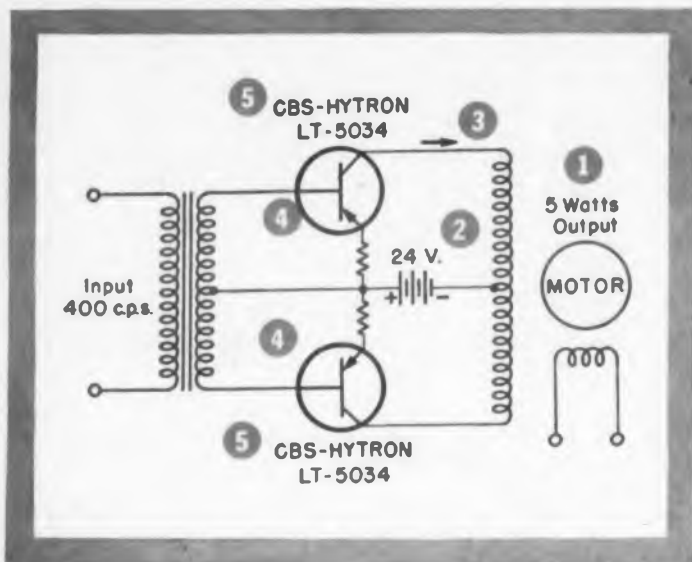 5 CBS-HYTRON
LT-5034
3
1
5 Watts
Output
4
2
24 V.
Input
400 c.p.s.
+ -
MOTOR
4
5 CBS-HYTRON
LT-5034